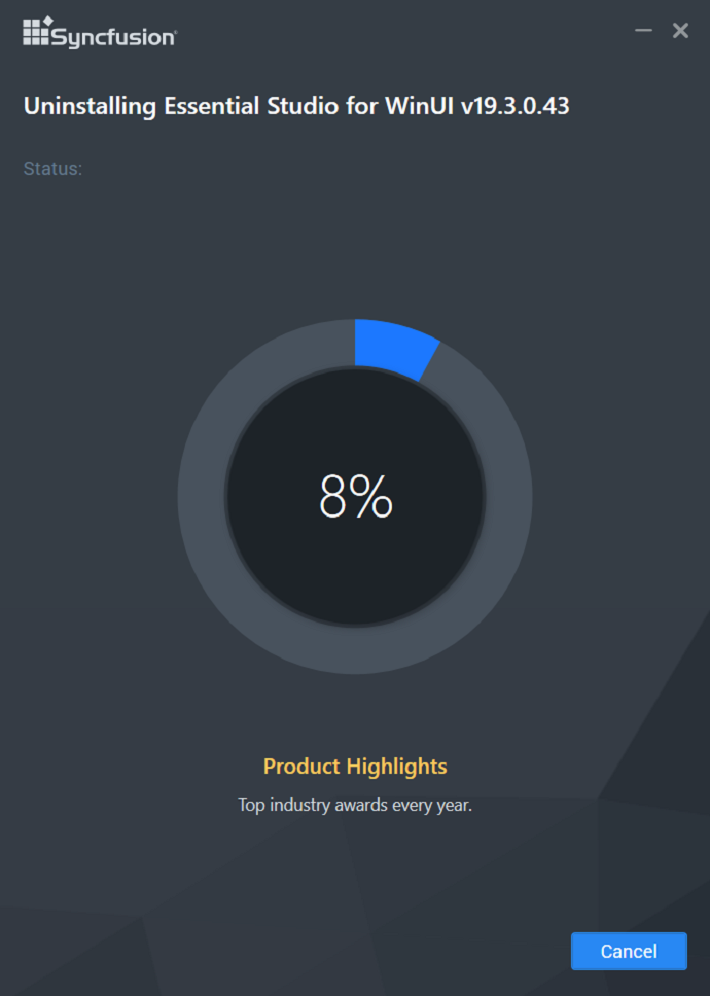 Syncfusion
Uninstalling Essential Studio for WinUI v19.3.0.43
Status:
8%
Product Highlights
Top industry awards every year.
Cancel